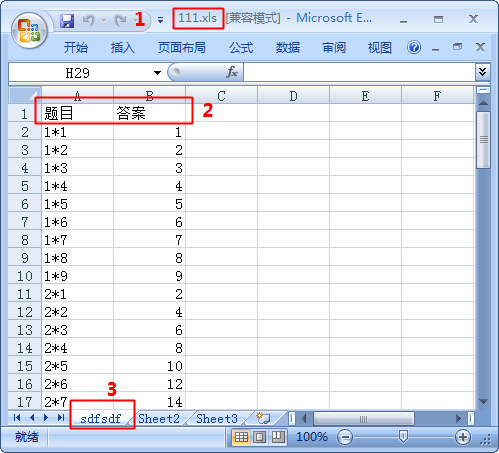 1 111.xls [兼容模式] - Microsoft E...
开始 插入 页面布局 公式 数据 审阅 视图
H29 fx
A B C D E F
1 题目 答案 2
2 1*1 1
3 1*2 2
4 1*3 3
5 1*4 4
6 1*5 5
7 1*6 6
8 1*7 7
9 1*8 8
10 1*9 9
11 2*1 2
12 2*2 4
13 2*3 6
14 2*4 8
15 2*5 10
16 2*6 12
17 2*7 14
3
sdfsdf Sheet2 Sheet3
就绪 100%